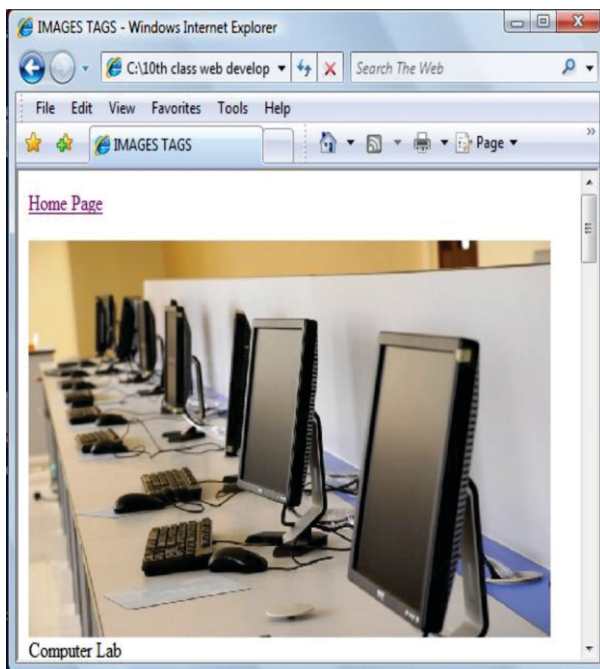 IMAGES TAGS - Windows Internet Explorer
C:\10th class web develop
Search The Web
File Edit View Favorites Tools Help
IMAGES TAGS
Page
Home Page
Computer Lab